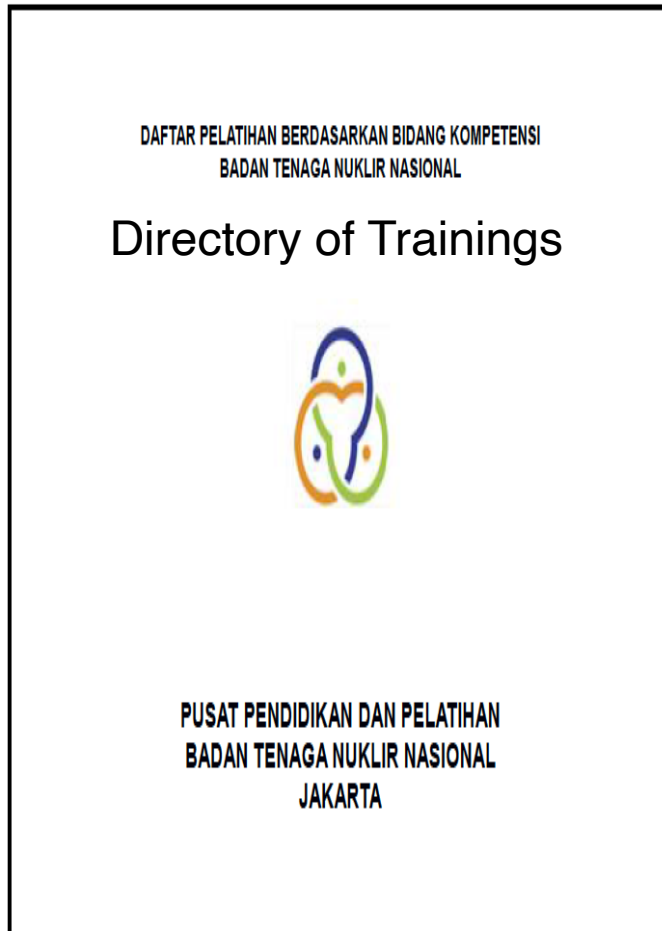 DAFTAR PELATIHAN BERDASARKAN BIDANG KOMPETENSI
BADAN TENAGA NUKLIR NASIONAL
Directory of Trainings
PUSAT PENDIDIKAN DAN PELATIHAN
BADAN TENAGA NUKLIR NASIONAL
JAKARTA